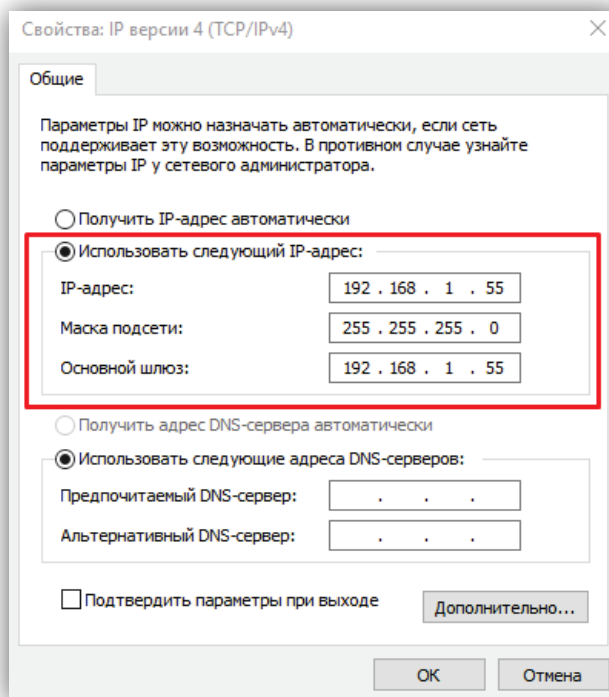 Свойства: IP версии 4 (TCP/IPv4)
Общие
Параметры IP можно назначать автоматически, если сеть
поддерживает эту возможность. В противном случае узнайте
параметры IP у сетевого администратора.
Получить IP-адрес автоматически
Использовать следующий IP-адрес:
IP-адрес: 192 . 168 . 1 . 55
Маска подсети: 255 . 255 . 255 . 0
Основной шлюз: 192 . 168 . 1 . 55
Получить адрес DNS-сервера автоматически
Использовать следующие адреса DNS-серверов:
Предпочитаемый DNS-сервер: . . .
Альтернативный DNS-сервер: . . .
Подтвердить параметры при выходе
Дополнительно...
ОК Отмена